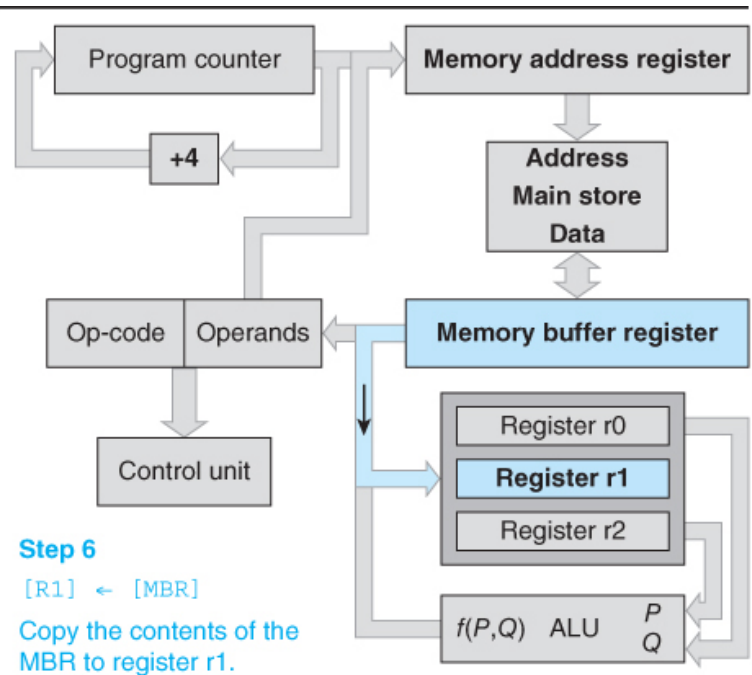 Program counter
Memory address register
+4
Address
Main store
Data
Op-code
Operands
Memory buffer register
Control unit
Register r0
Register r1
Register r2
f(P,Q) ALU P
Q
Step 6
[R1] ← [MBR]
Copy the contents of the
MBR to register r1.